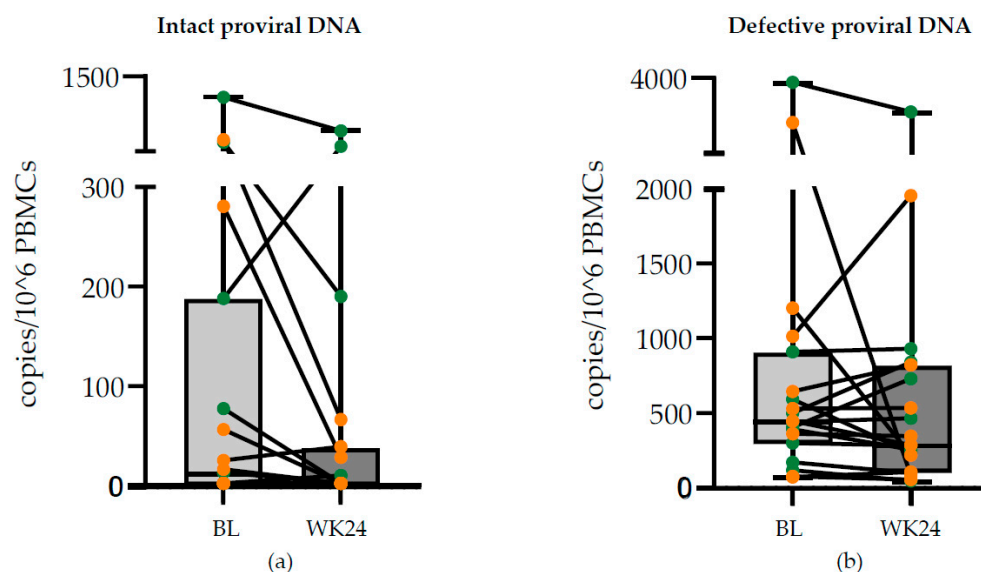 Intact proviral DNA
copies/10^6 PBMCs
1500
300
200
100
0
BL WK24
(a)
Defective proviral DNA
copies/10^6 PBMCs
4000
2000
1500
1000
500
0
BL WK24
(b)